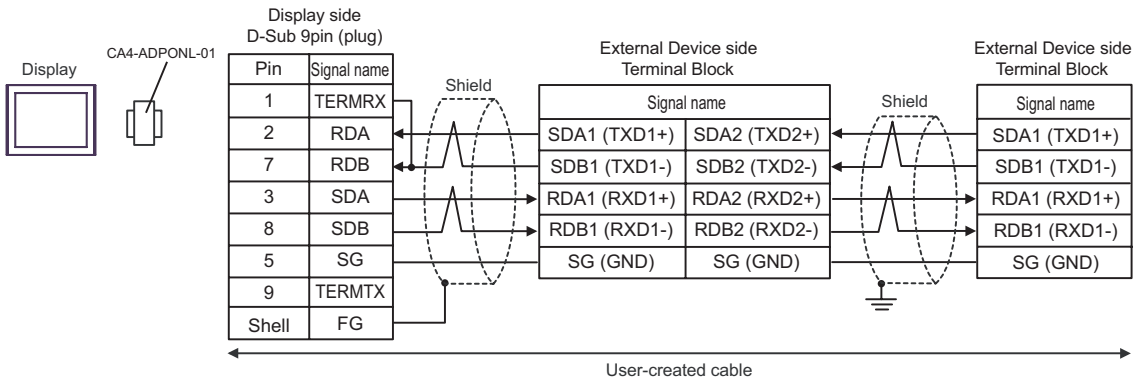 Display side
D-Sub 9pin (plug)
CA4-ADPONL-01
Display
Pin Signal name
1 TERMRX
2 RDA
7 RDB
3 SDA
8 SDB
5 SG
9 TERMTX
Shell FG
Shield
External Device side
Terminal Block
Signal name
SDA1 (TXD1+) SDA2 (TXD2+)
SDB1 (TXD1-) SDB2 (TXD2-)
RDA1 (RXD1+) RDA2 (RXD2+)
RDB1 (RXD1-) RDB2 (RXD2-)
SG (GND) SG (GND)
Shield
External Device side
Terminal Block
Signal name
SDA1 (TXD1+)
SDB1 (TXD1-)
RDA1 (RXD1+)
RDB1 (RXD1-)
SG (GND)
User-created cable